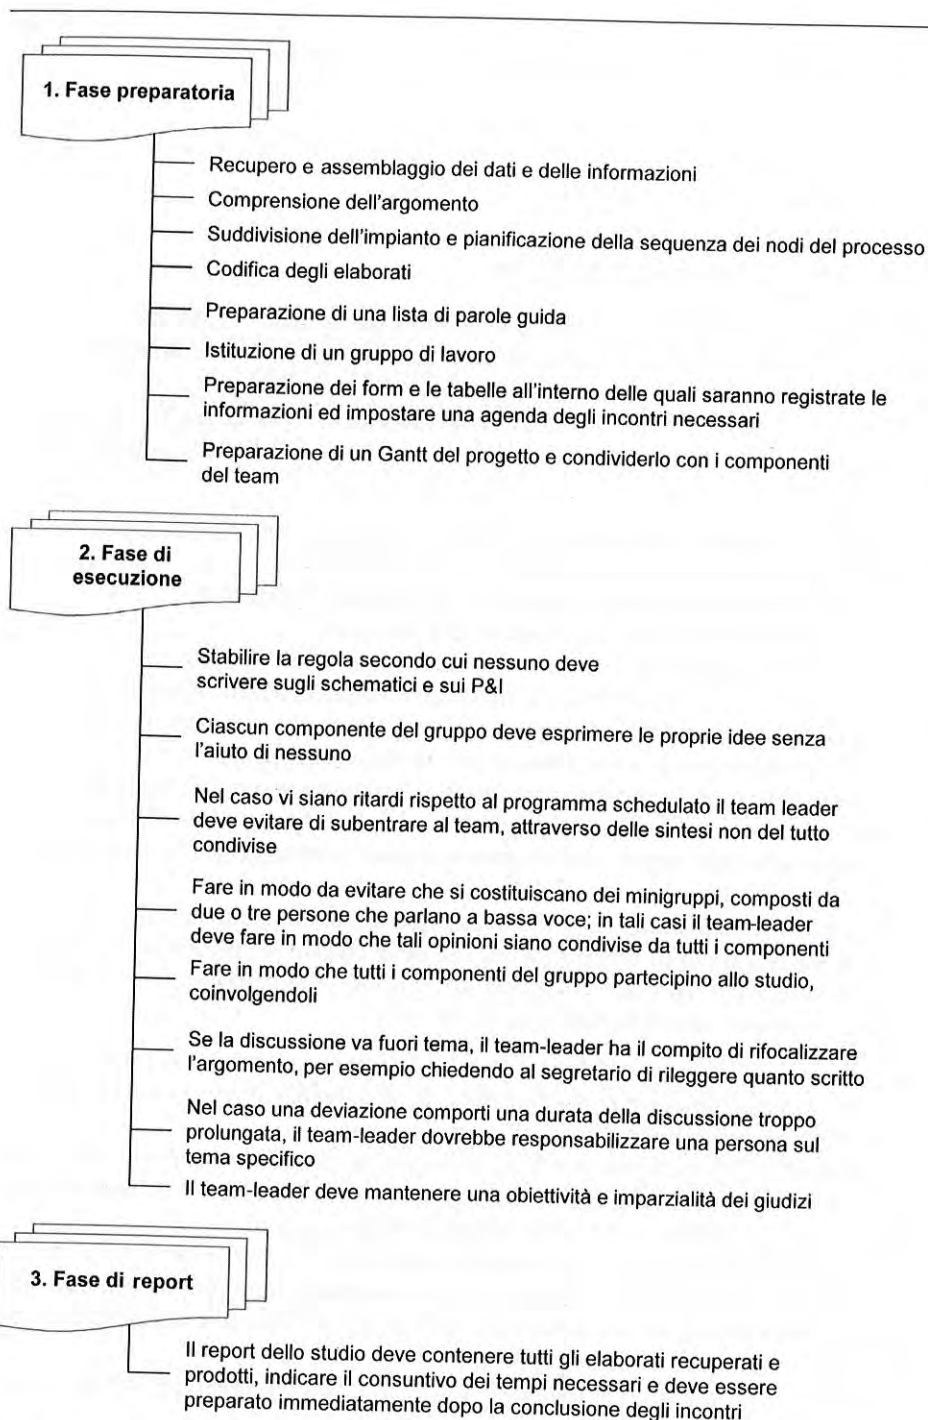 1. Fase preparatoria
Recupero e assemblaggio dei dati e delle informazioni
Comprensione dell'argomento
Suddivisione dell'impianto e pianificazione della sequenza dei nodi del processo
Codifica degli elaborati
Preparazione di una lista di parole guida
Istituzione di un gruppo di lavoro
Preparazione dei form e le tabelle all'interno delle quali saranno registrate le
informazioni ed impostare una agenda degli incontri necessari
Preparazione di un Gantt del progetto e condividerlo con i componenti
del team
2. Fase di
esecuzione
Stabilire la regola secondo cui nessuno deve
scrivere sugli schematici e sui P&I
Ciascun componente del gruppo deve esprimere le proprie idee senza
l'aiuto di nessuno
Nel caso vi siano ritardi rispetto al programma schedulato il team leader
deve evitare di subentrare al team, attraverso delle sintesi non del tutto
condivise
Fare in modo da evitare che si costituiscano dei minigruppi, composti da
due o tre persone che parlano a bassa voce; in tali casi il team-leader
deve fare in modo che tali opinioni siano condivise da tutti i componenti
Fare in modo che tutti i componenti del gruppo partecipino allo studio,
coinvolgendoli
Se la discussione va fuori tema, il team-leader ha il compito di rifocalizzare
l'argomento, per esempio chiedendo al segretario di rileggere quanto scritto
Nel caso una deviazione comporti una durata della discussione troppo
prolungata, il team-leader dovrebbe responsabilizzare una persona sul
tema specifico
Il team-leader deve mantenere una obiettività e imparzialità dei giudizi
3. Fase di report
Il report dello studio deve contenere tutti gli elaborati recuperati e
prodotti, indicare il consuntivo dei tempi necessari e deve essere
preparato immediatamente dopo la conclusione degli incontri